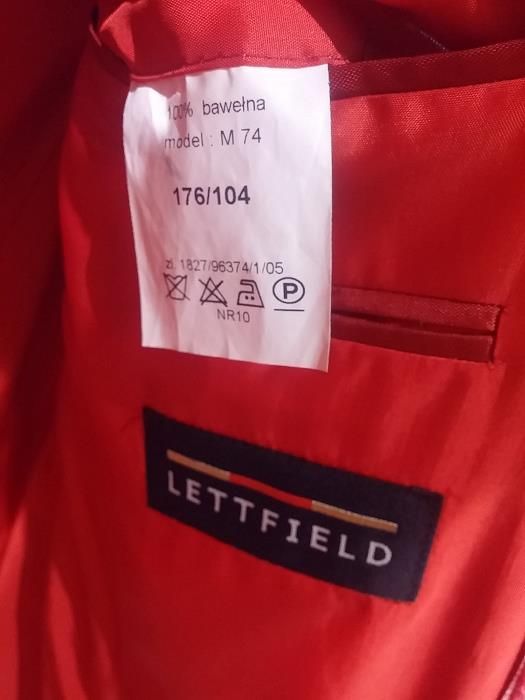 100% bawełna
model : M 74
176/104
zl. 1827/96374/1/05
P
NR10
LETTFIELD